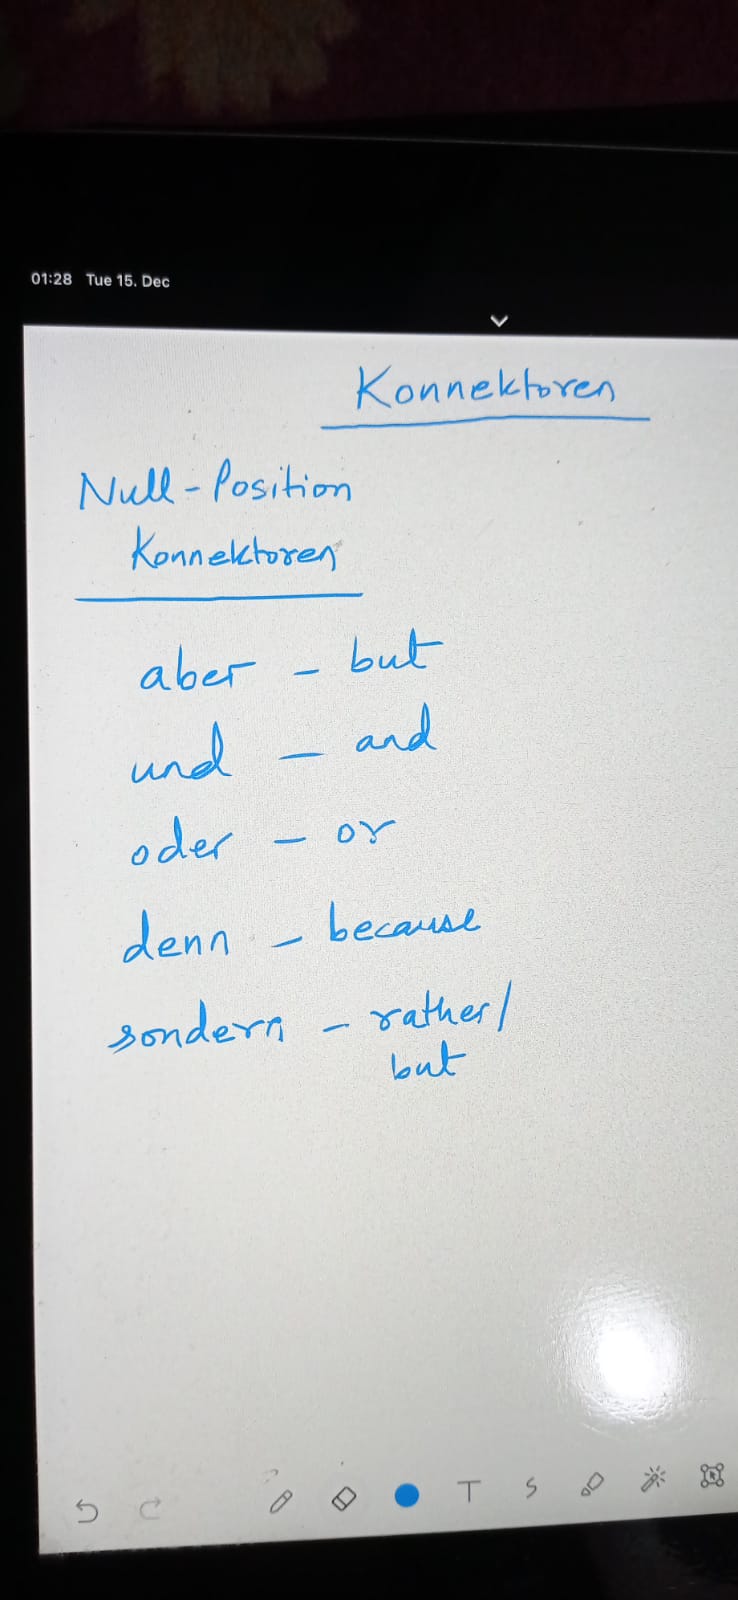 01:28 Tue 15. Dec
Konnektoren
Null-Position
Konnektoren
aber - but
und - and
oder - or
denn - because
sondern - rather/
but
T